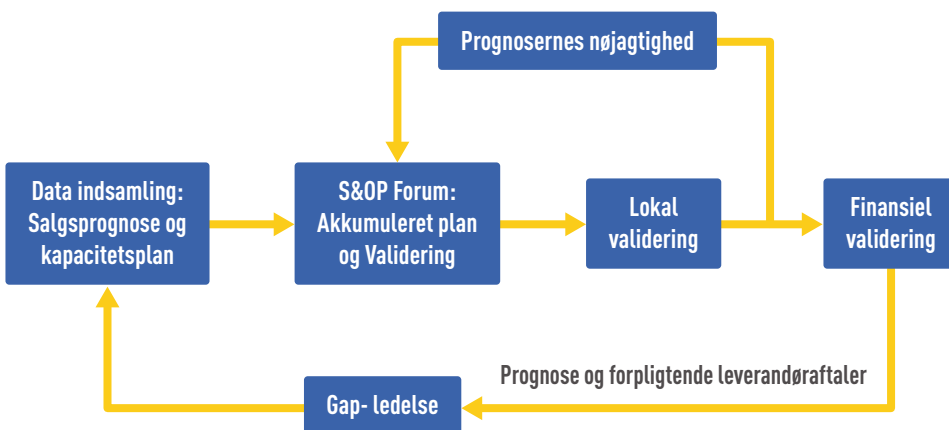 Prognosernes nøjagtighed
Data indsamling:
Salgsprognose og
kapacitetsplan
S&OP Forum:
Akkumuleret plan
og Validering
Lokal
validering
Finansiel
validering
Prognose og forpligtende leverandøraftaler
Gap- ledelse